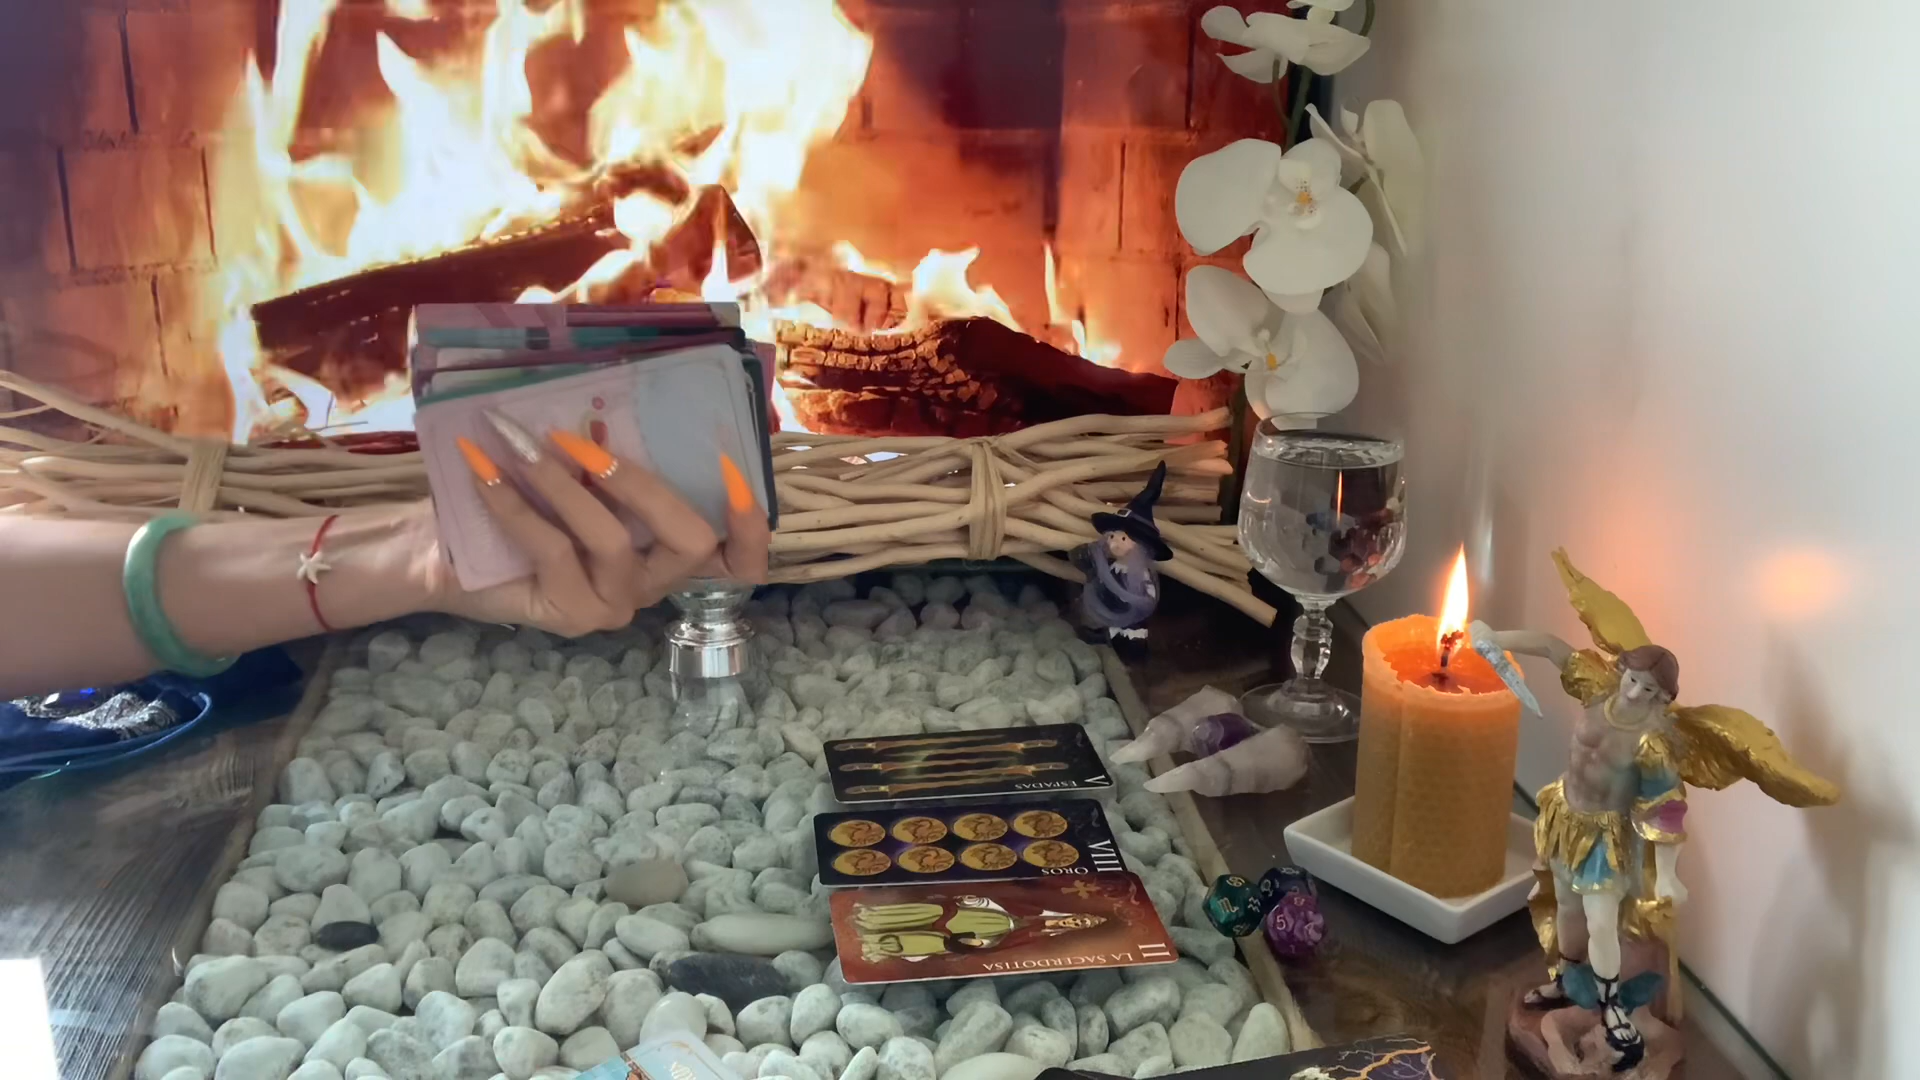 V
ESPADAS
VIII
OROS
II
LA SACERDOTISA